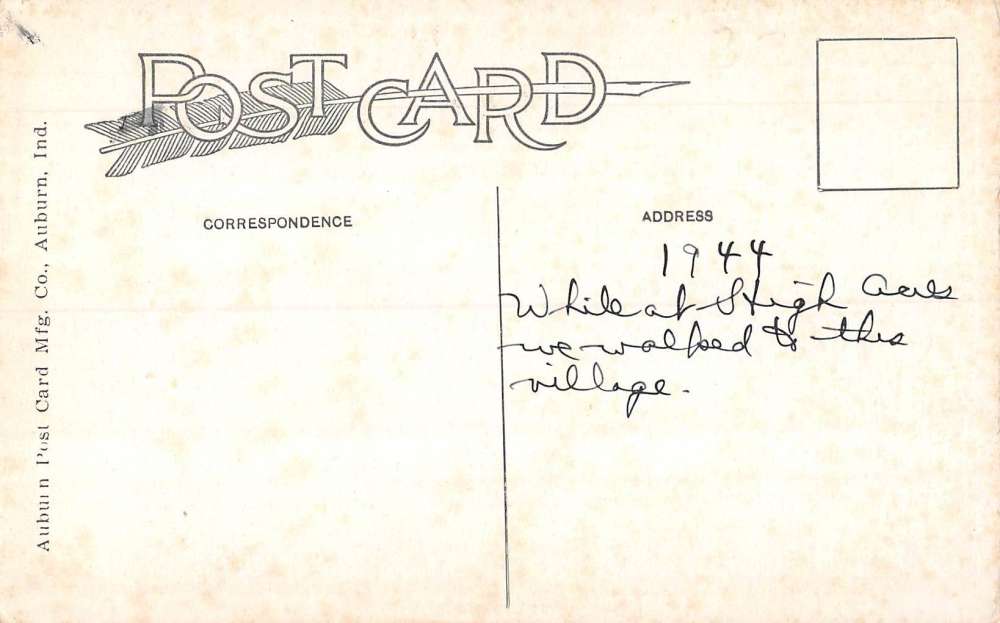 POST CARD
Auburn Post Card Mfg. Co., Auburn, Ind.
CORRESPONDENCE
ADDRESS
1944
While at High Acres
we walked to this
village.